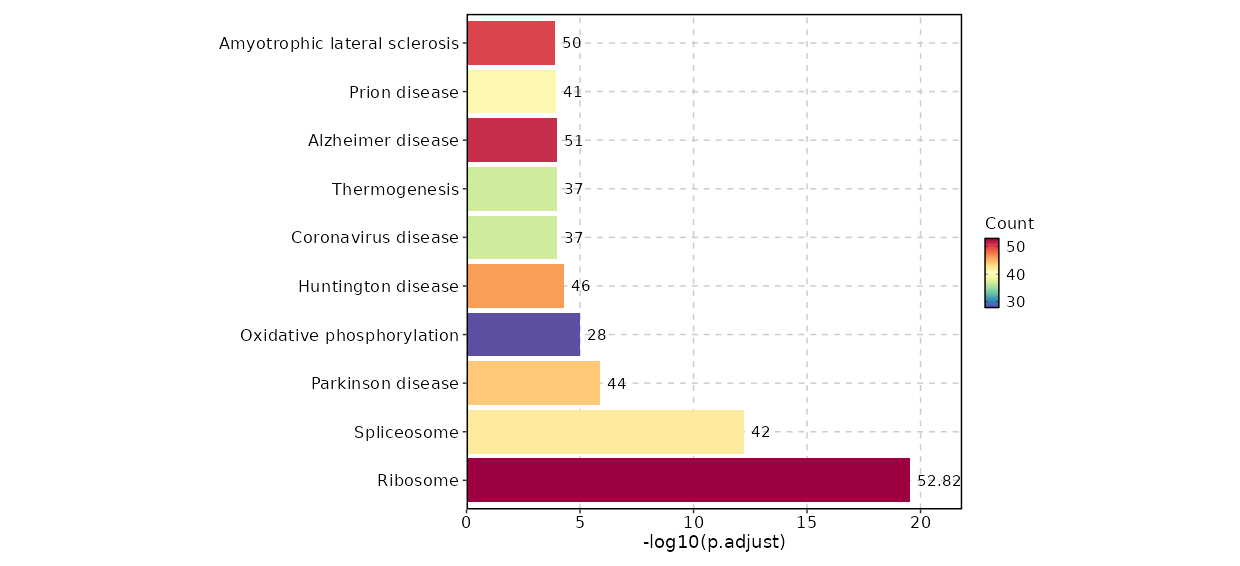 Amyotrophic lateral sclerosis 50
Prion disease 41
Alzheimer disease 51
Thermogenesis 37
Coronavirus disease 37
Huntington disease 46
Oxidative phosphorylation 28
Parkinson disease 44
Spliceosome 42
Ribosome 52.82
0 5 10 15 20
-log10(p.adjust)
Count
50
40
30